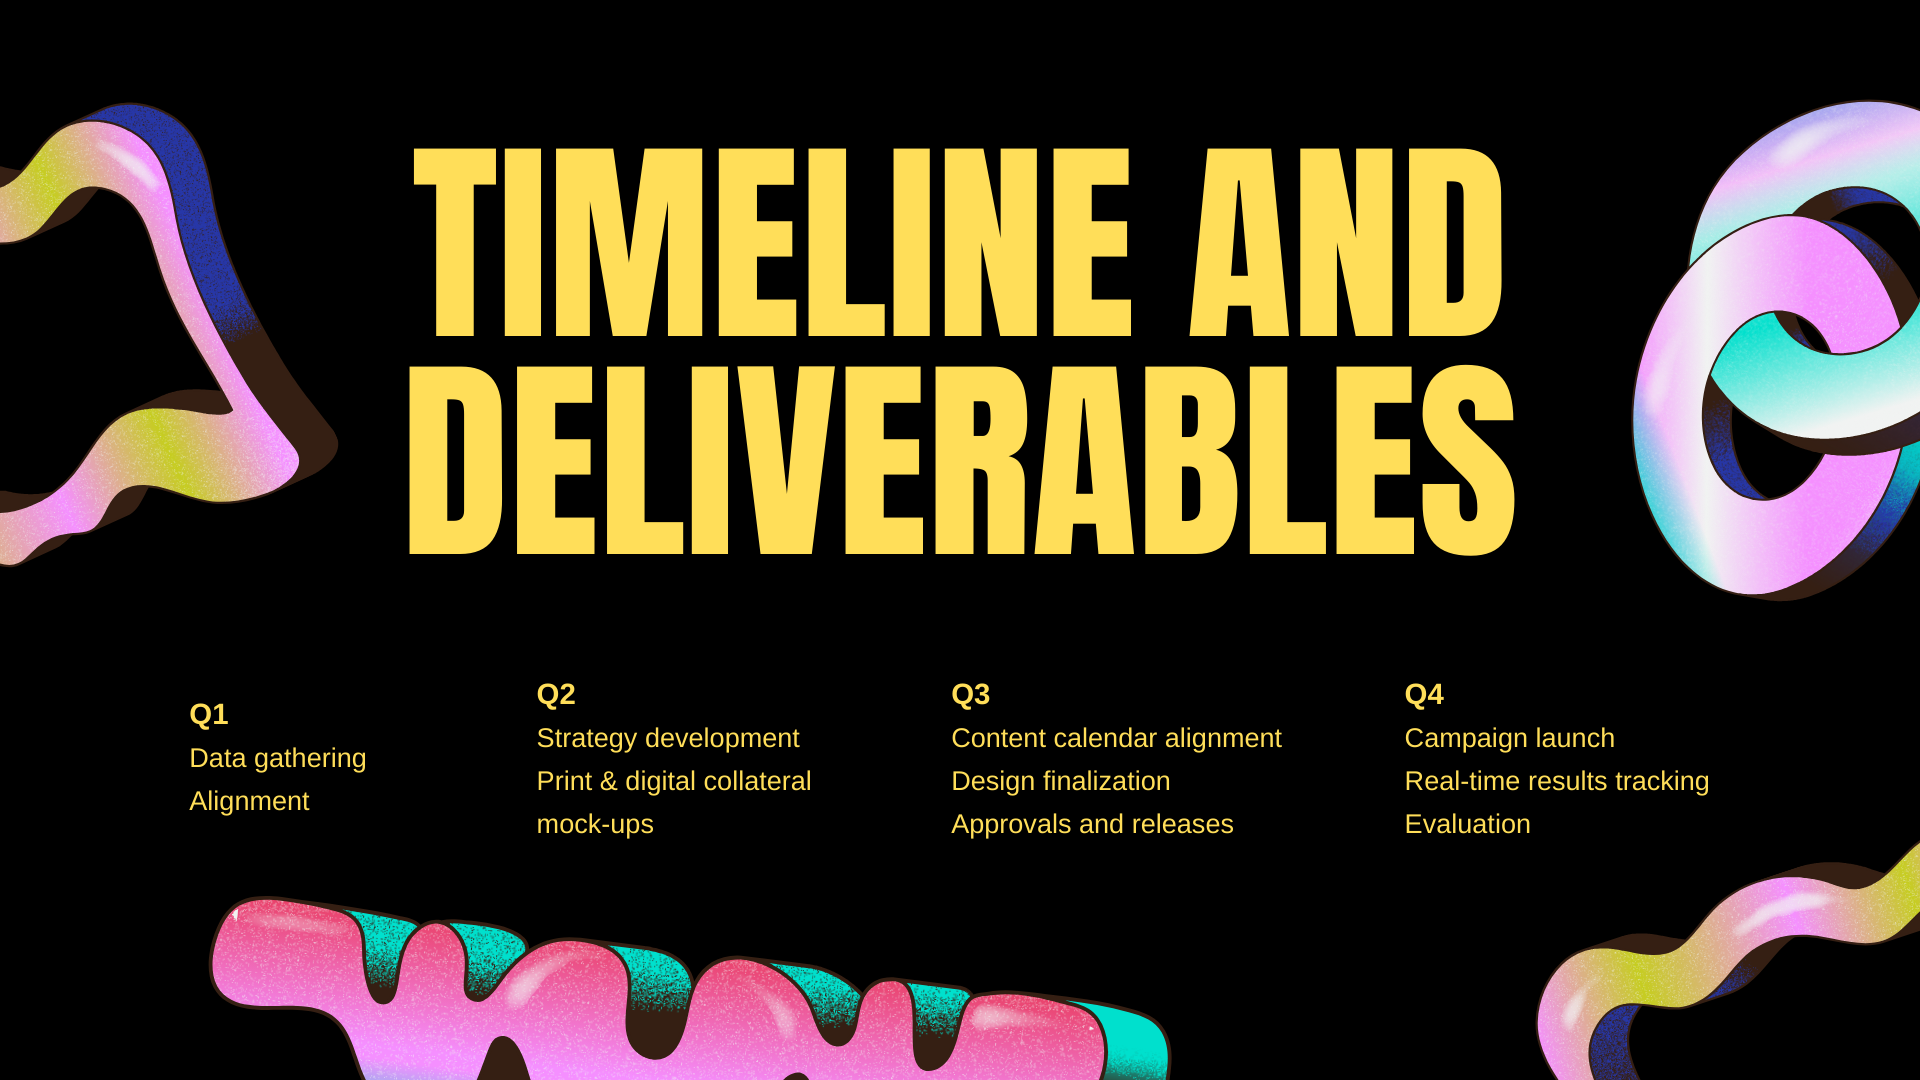 TIMELINE AND
DELIVERABLES
Q1
Data gathering
Alignment
Q2
Strategy development
Print & digital collateral
mock-ups
Q3
Content calendar alignment
Design finalization
Approvals and releases
Q4
Campaign launch
Real-time results tracking
Evaluation